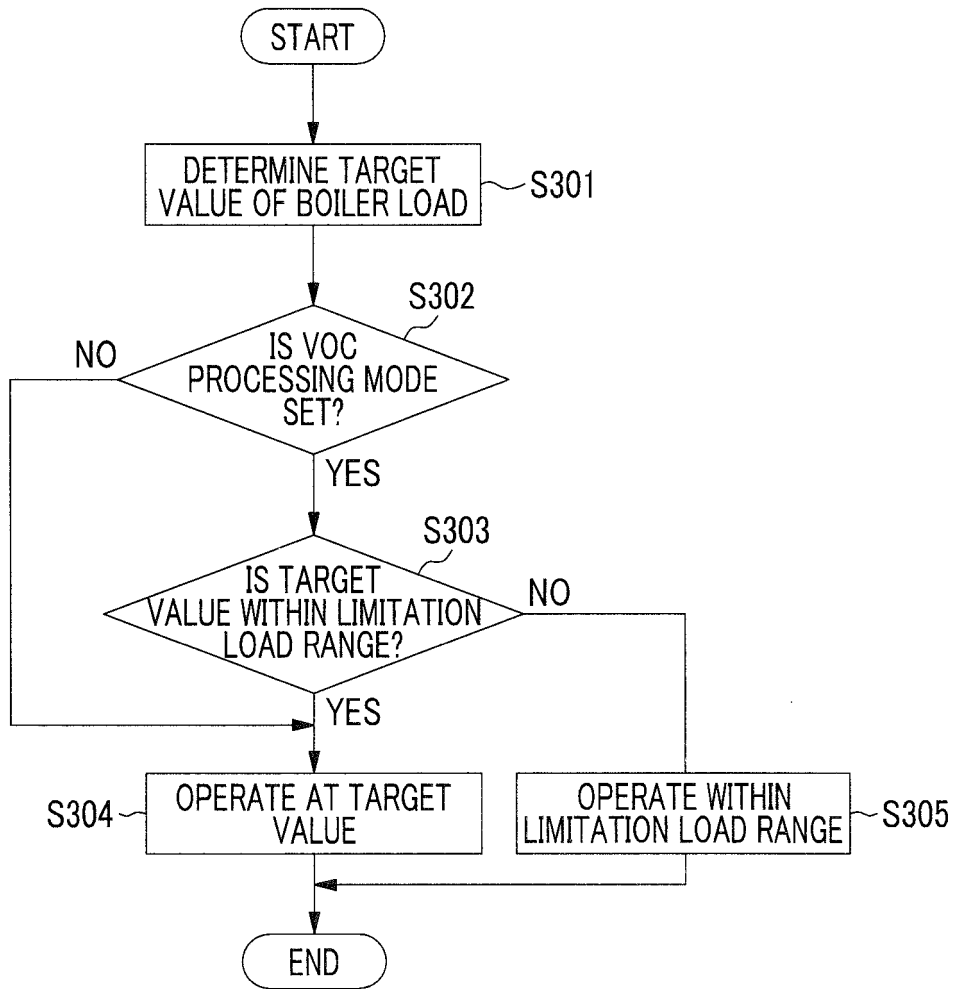 START
DETERMINE TARGET
VALUE OF BOILER LOAD
S301
S302
IS VOC
PROCESSING MODE
SET?
NO
YES
S303
IS TARGET
VALUE WITHIN LIMITATION
LOAD RANGE?
NO
YES
S304
OPERATE AT TARGET
VALUE
OPERATE WITHIN
LIMITATION LOAD RANGE
S305
END